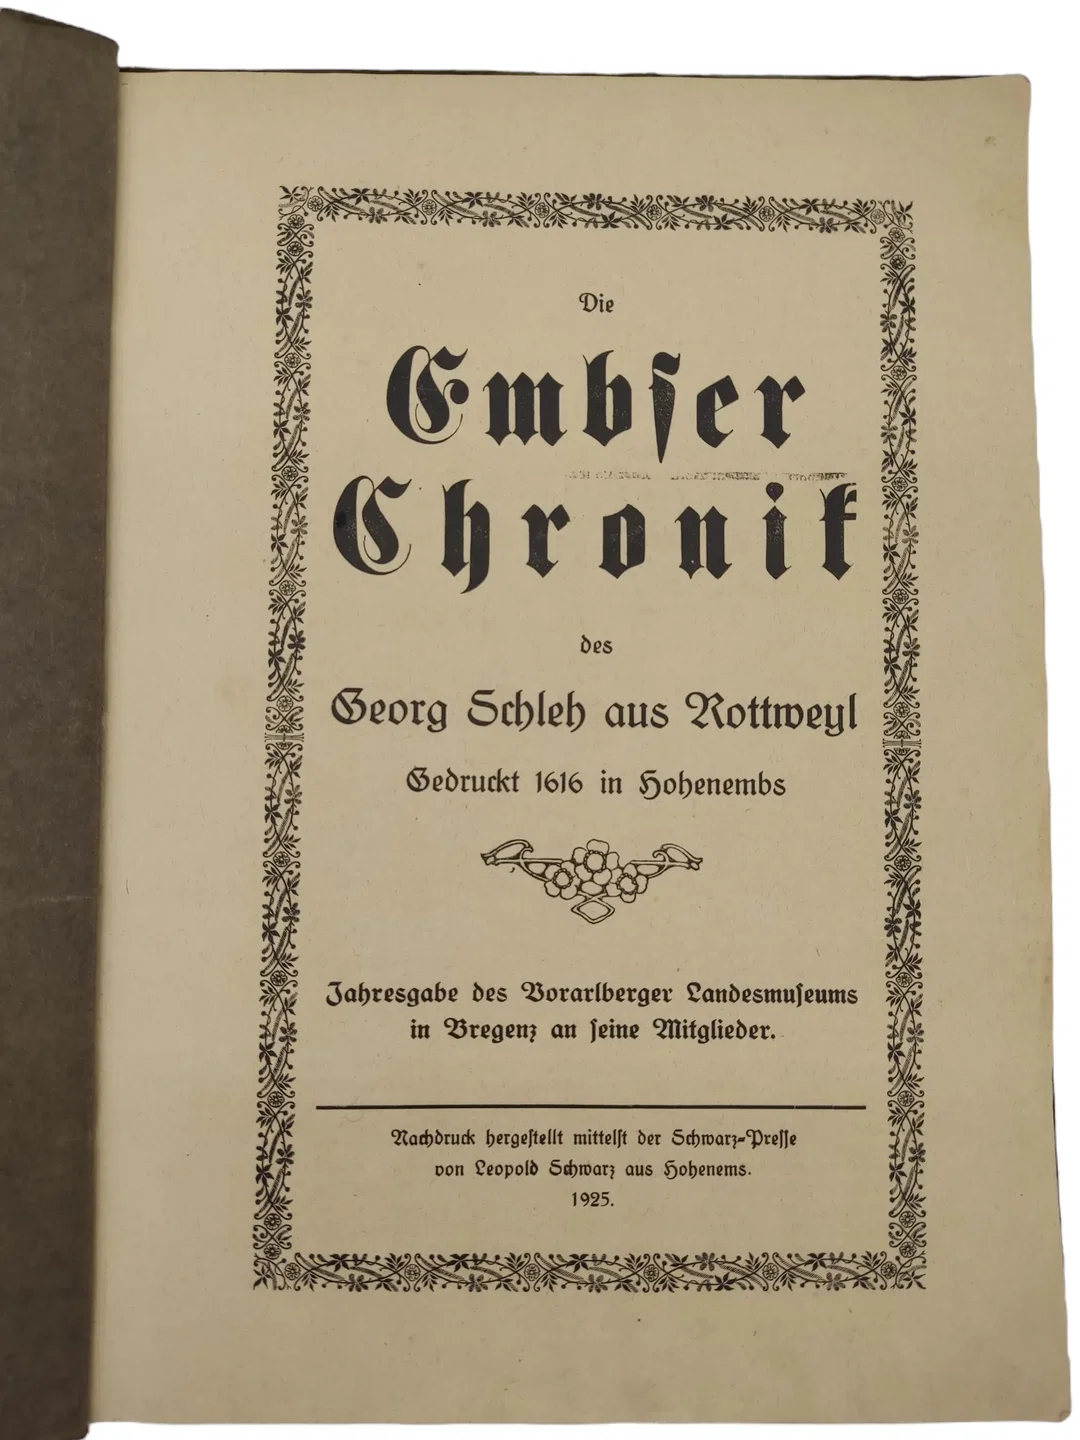 Die
Embſer
Chronik
des
Georg Schleh aus Rottweyl
Gedruckt 1616 in Hohenembs
Jahresgabe des Vorarlberger Landesmuſeums
in Bregenz an ſeine Mitglieder.
Nachdruck hergeſtellt mittelſt der Schwarz-Preſſe
von Leopold Schwarz aus Hohenems.
1925.